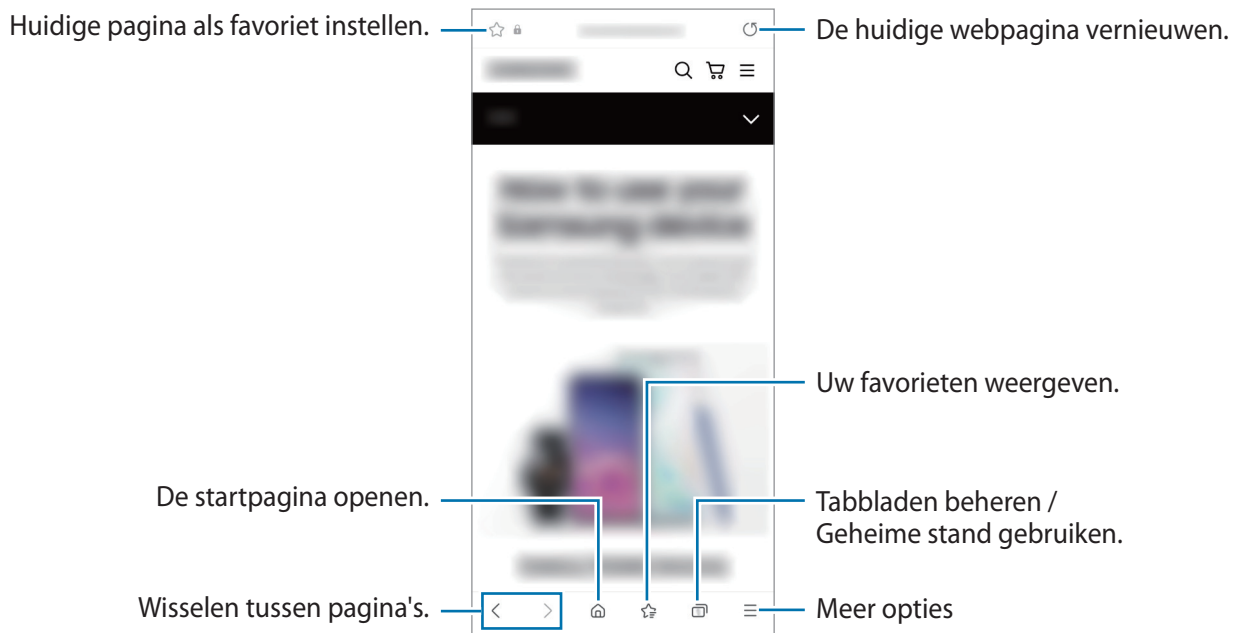 Huidige pagina als favoriet instellen.
De huidige webpagina vernieuwen.
Uw favorieten weergeven.
De startpagina openen.
Tabbladen beheren /
Geheime stand gebruiken.
Wisselen tussen pagina's.
Meer opties